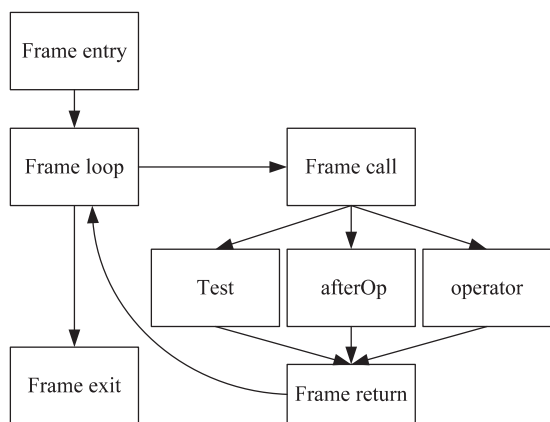 Frame entry
Frame loop
Frame call
Test
afterOp
operator
Frame exit
Frame return